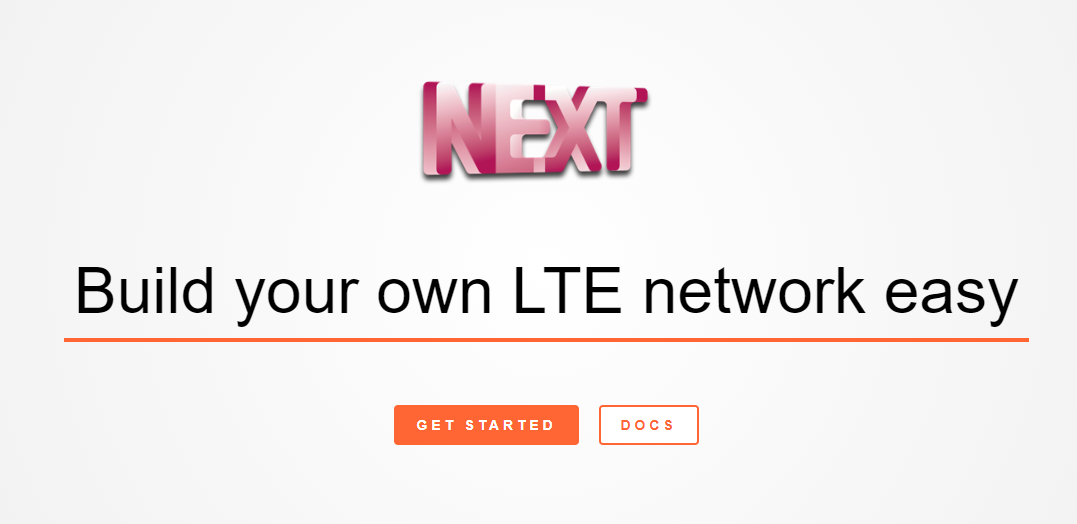 NEXT
Build your own LTE network easy
GET STARTED
DOCS